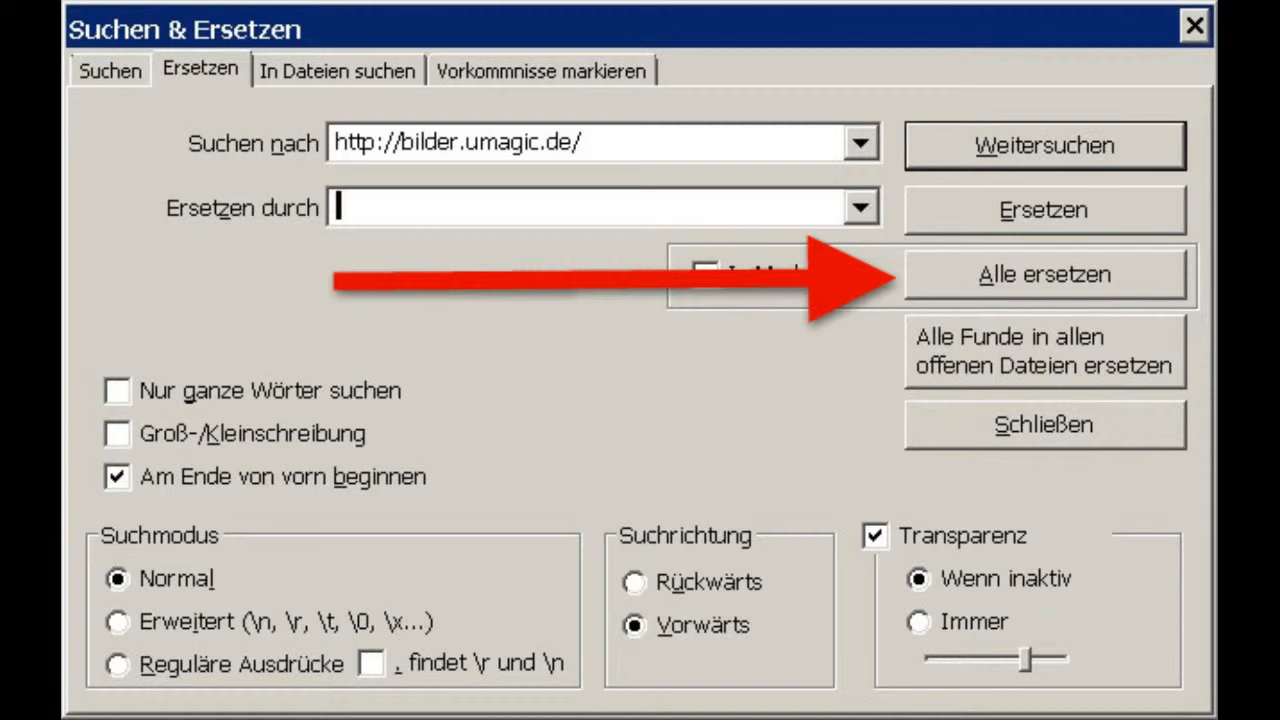 Suchen & Ersetzen
Suchen
Ersetzen
In Dateien suchen
Vorkommnisse markieren
Suchen nach
http://bilder.umagic.de/
Weitersuchen
Ersetzen durch
Ersetzen
Alle ersetzen
Alle Funde in allen
offenen Dateien ersetzen
Schließen
Nur ganze Wörter suchen
Groß-/Kleinschreibung
Am Ende von vorn beginnen
Suchmodus
Normal
Erweitert (\n, \r, \t, \0, \x...)
Reguläre Ausdrücke
. findet \r und \n
Suchrichtung
Rückwärts
Vorwärts
Transparenz
Wenn inaktiv
Immer